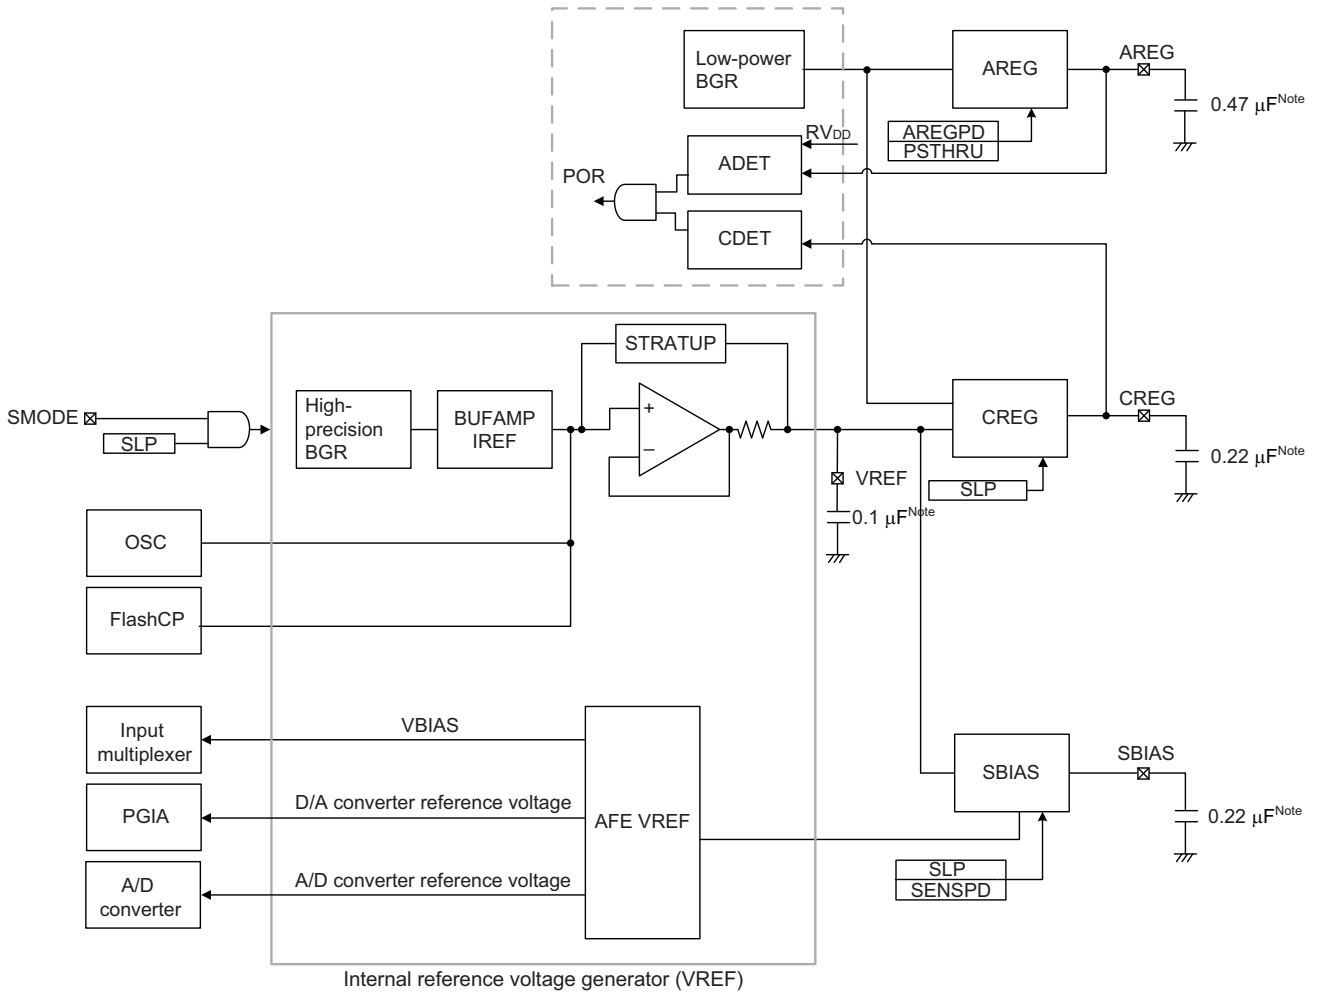 Low-power
BGR
AREG
AREG
0.47 μFNote
AREGPD
PSTHRU
RVDD
ADET
POR
CDET
STRATUP
SMODE
SLP
High-
precision
BGR
BUFAMP
IREF
+
−
CREG
CREG
0.22 μFNote
VREF
SLP
0.1 μFNote
OSC
FlashCP
Input
multiplexer
VBIAS
PGIA
D/A converter reference voltage
AFE VREF
A/D
converter
A/D converter reference voltage
SBIAS
SBIAS
0.22 μFNote
SLP
SENSPD
Internal reference voltage generator (VREF)